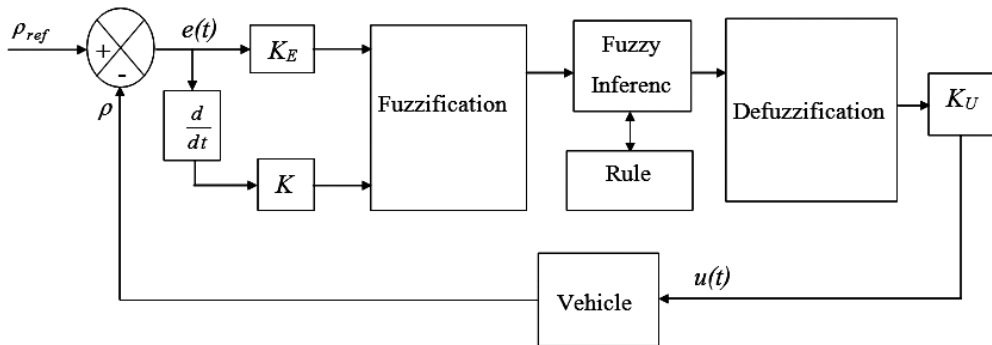 ρref
+
-
ρ
e(t)
d
dt
KE
K
Fuzzification
Fuzzy
Inferenc
Rule
Defuzzification
KU
u(t)
Vehicle